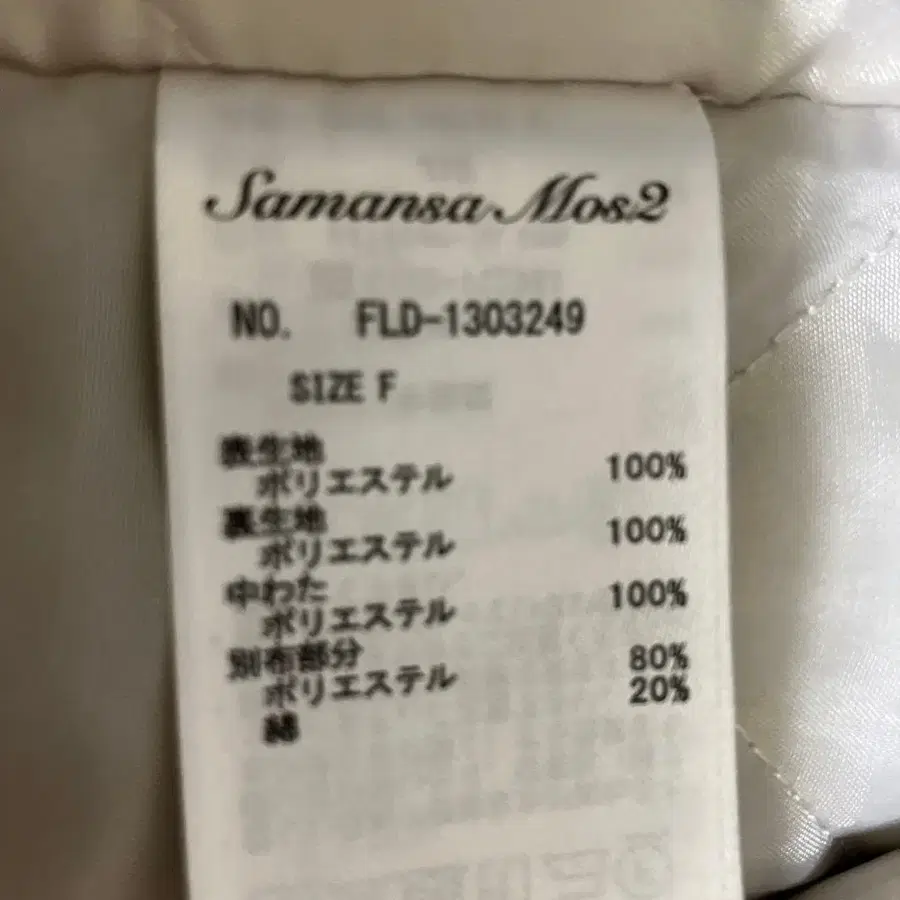 Samansa Mos2
NO. FLD-1303249
SIZE F
表生地
ポリエステル 100%
裏生地
ポリエステル 100%
中わた
ポリエステル 100%
別布部分
ポリエステル 80%
綿 20%